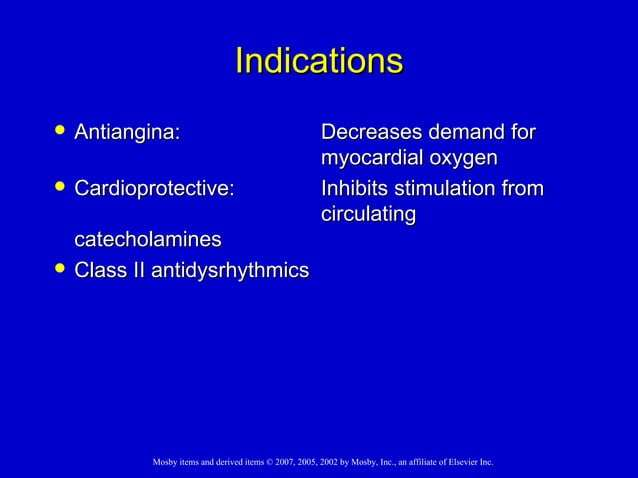 Indications
• Antiangina: Decreases demand for
myocardial oxygen
• Cardioprotective: Inhibits stimulation from
circulating
catecholamines
• Class II antidysrhythmics
Mosby items and derived items © 2007, 2005, 2002 by Mosby, Inc., an affiliate of Elsevier Inc.